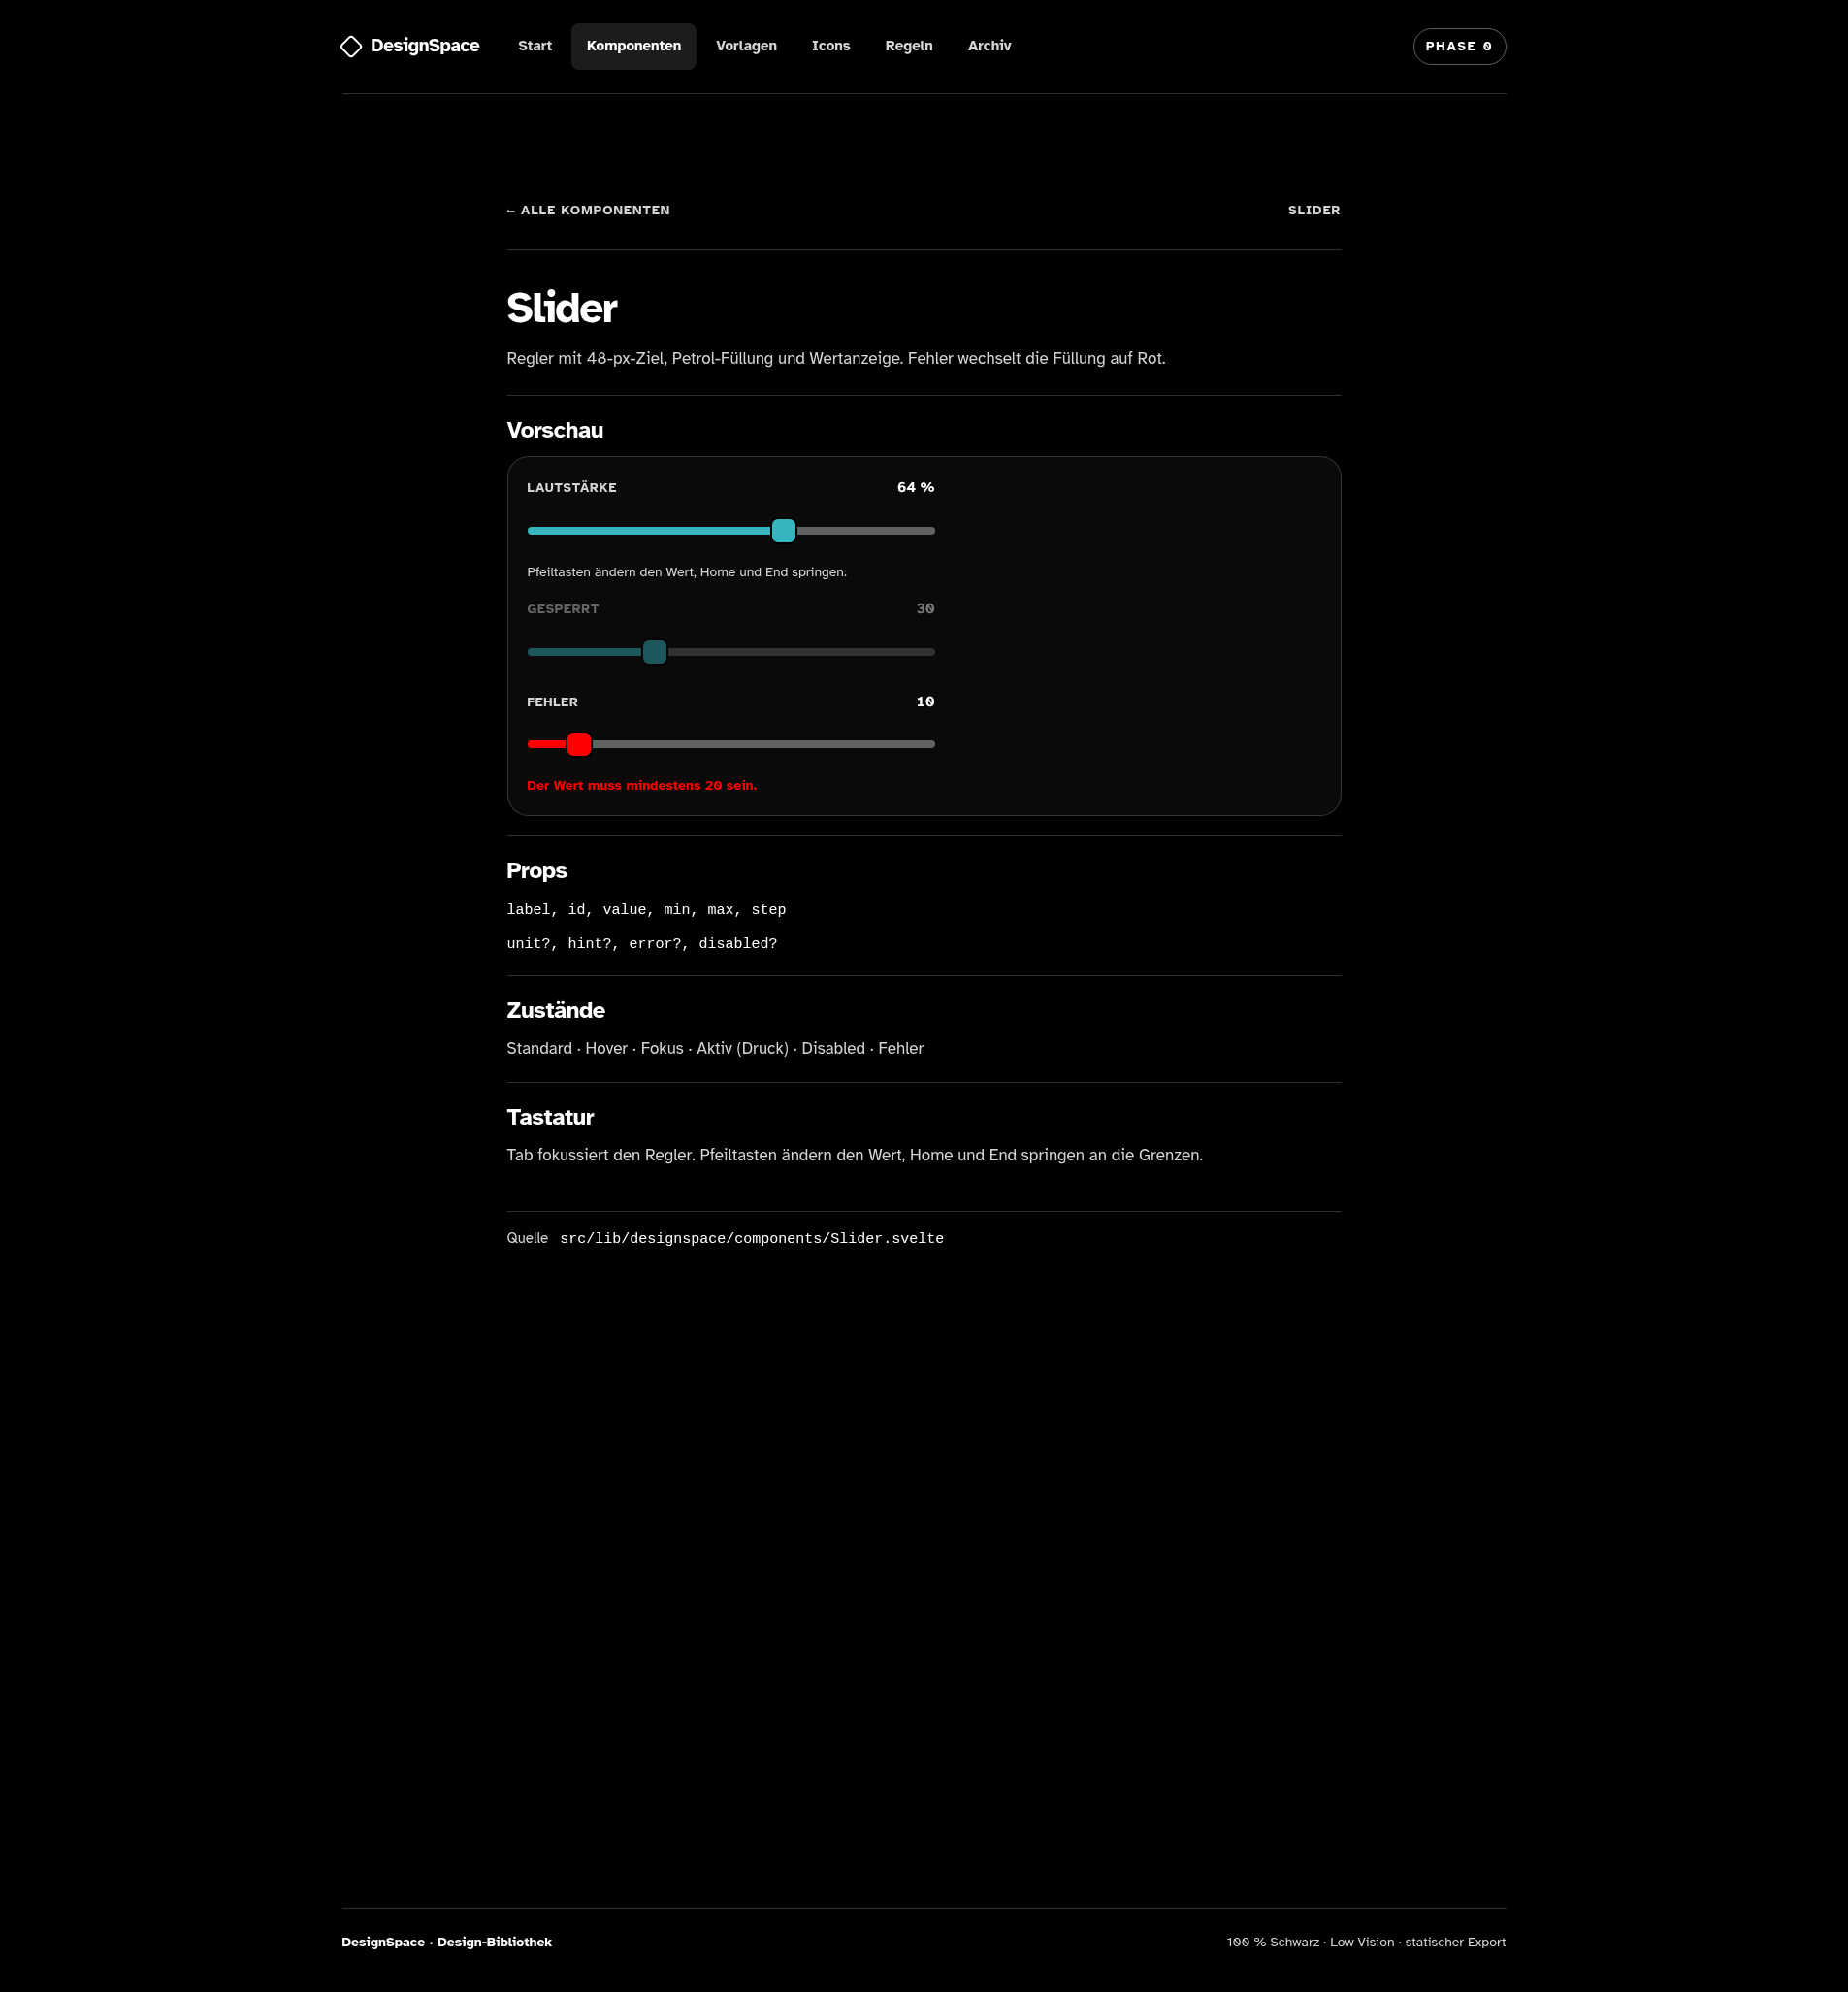 DesignSpace Start Komponenten Vorlagen Icons Regeln Archiv PHASE 0
← ALLE KOMPONENTEN SLIDER
Slider
Regler mit 48-px-Ziel, Petrol-Füllung und Wertanzeige. Fehler wechselt die Füllung auf Rot.
Vorschau
LAUTSTÄRKE 64 %
Pfeiltasten ändern den Wert, Home und End springen.
GESPERRT 30
FEHLER 10
Der Wert muss mindestens 20 sein.
Props
label, id, value, min, max, step
unit?, hint?, error?, disabled?
Zustände
Standard · Hover · Fokus · Aktiv (Druck) · Disabled · Fehler
Tastatur
Tab fokussiert den Regler. Pfeiltasten ändern den Wert, Home und End springen an die Grenzen.
Quelle src/lib/designspace/components/Slider.svelte
DesignSpace · Design-Bibliothek 100 % Schwarz · Low Vision · statischer Export